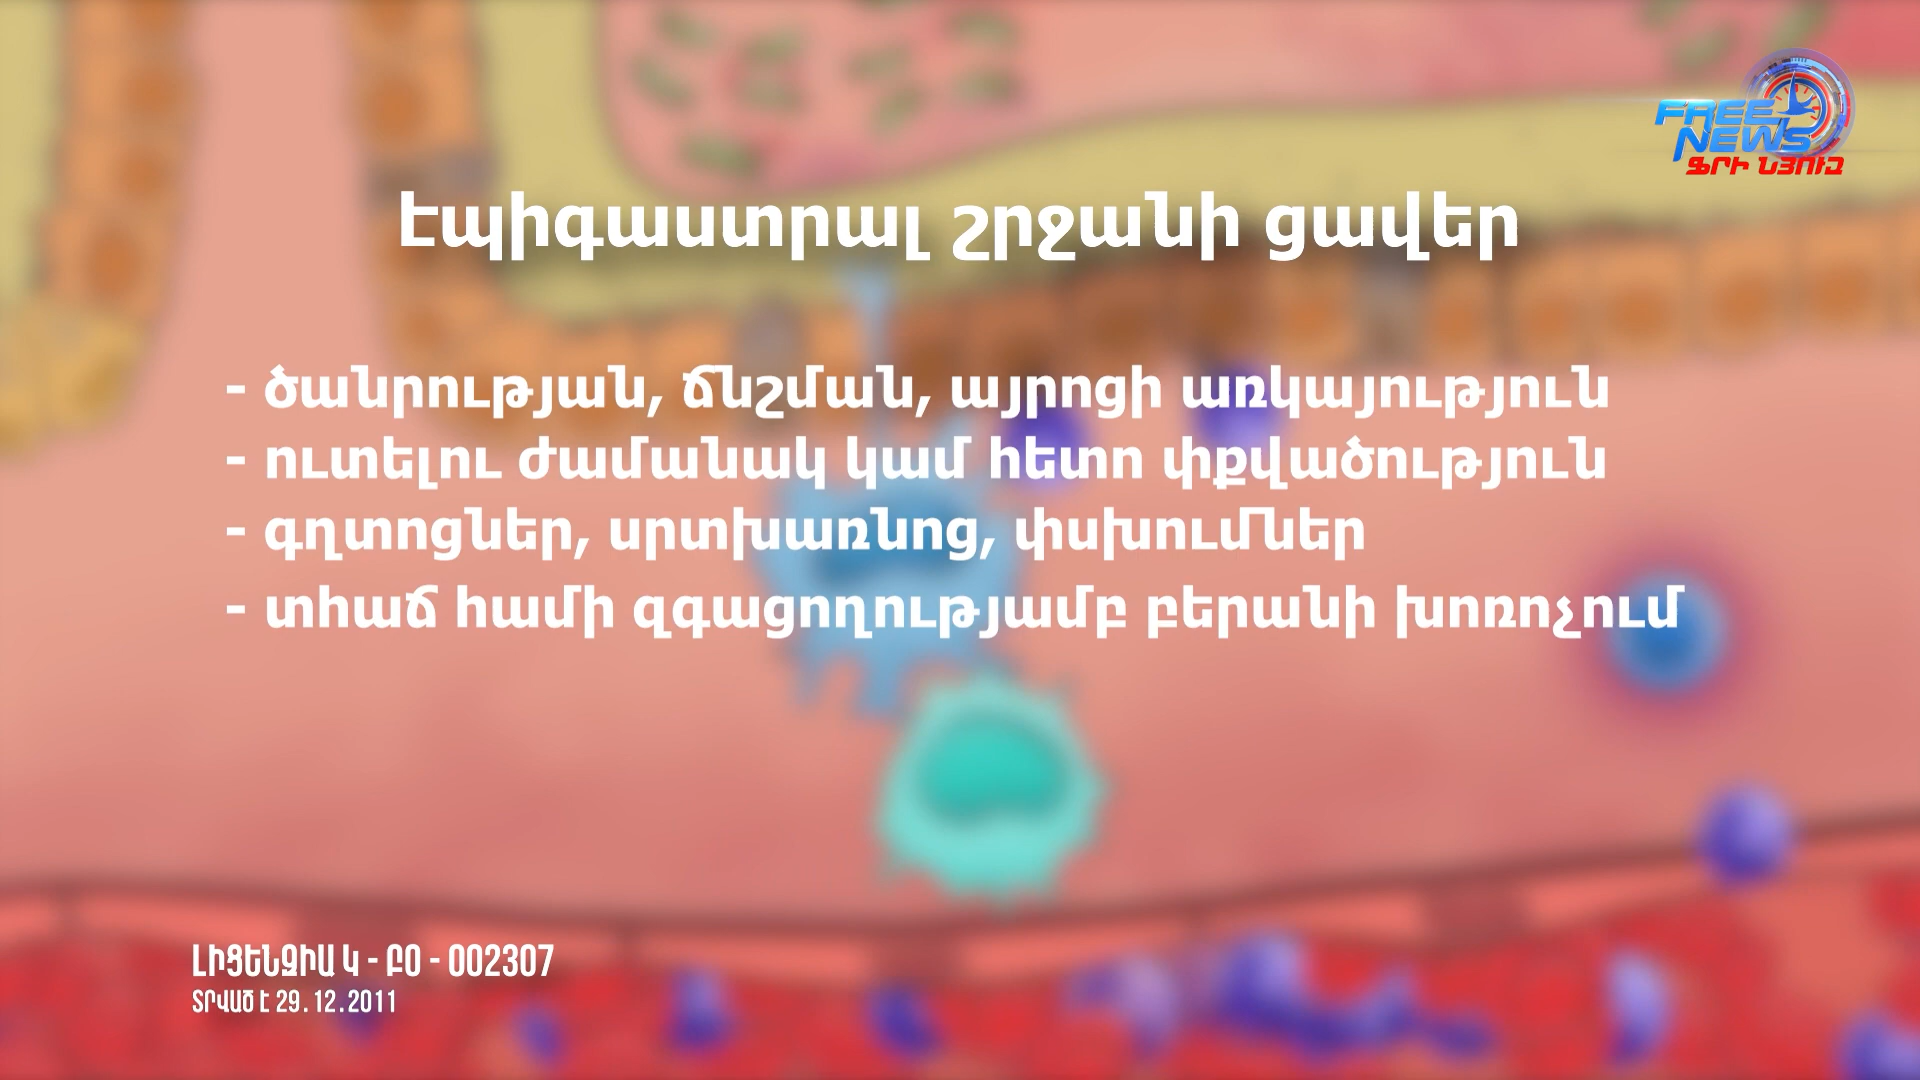 FREE
NEWS
ՖՐԻ ՆՅՈՒԶ
Էպիգաստրալ շրջանի ցավեր
- ծանրության, ճնշման, այրոցի առկայություն
- ուտելու ժամանակ կամ հետո փքվածություն
- գղտոցներ, սրտխառնոց, փսխումներ
- տհաճ համի զգացողությամբ բերանի խոռոչում
ԼԻՑԵՆԶԻԱ Կ - ԲՕ - 002307
ՏՐՎԱԾ Է 29.12.2011